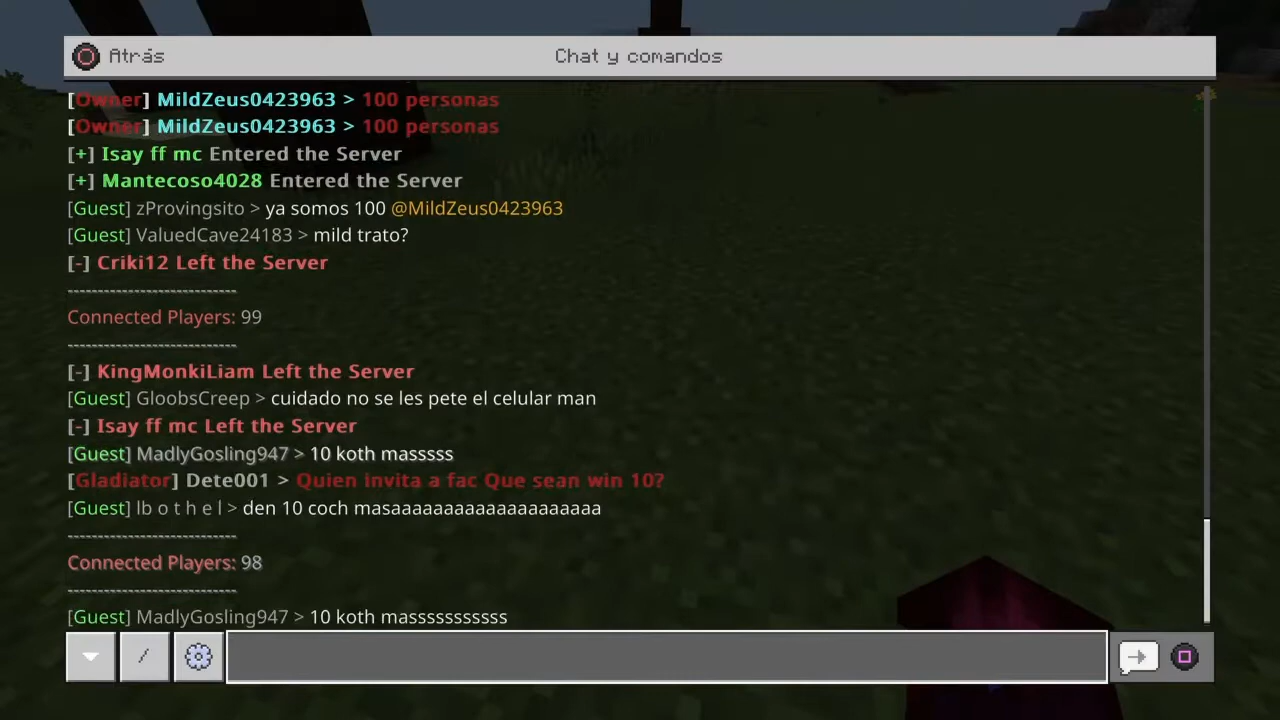 Atrás
Chat y comandos
[Owner] MildZeus0423963 > 100 personas
[Owner] MildZeus0423963 > 100 personas
[+] Isay ff mc Entered the Server
[+] Mantecoso4028 Entered the Server
[Guest] zProvingsito > ya somos 100 @MildZeus0423963
[Guest] ValuedCave24183 > mild trato?
[-] Criki12 Left the Server
----------------------------
Connected Players: 99
----------------------------
[-] KingMonkiLiam Left the Server
[Guest] GloobsCreep > cuidado no se les pete el celular man
[-] Isay ff mc Left the Server
[Guest] MadlyGosling947 > 10 koth masssss
[Gladiator] Dete001 > Quien invita a fac Que sean win 10?
[Guest] lb o t h e l > den 10 coch masaaaaaaaaaaaaaaaaaaa
----------------------------
Connected Players: 98
----------------------------
[Guest] MadlyGosling947 > 10 koth masssssssssss
/